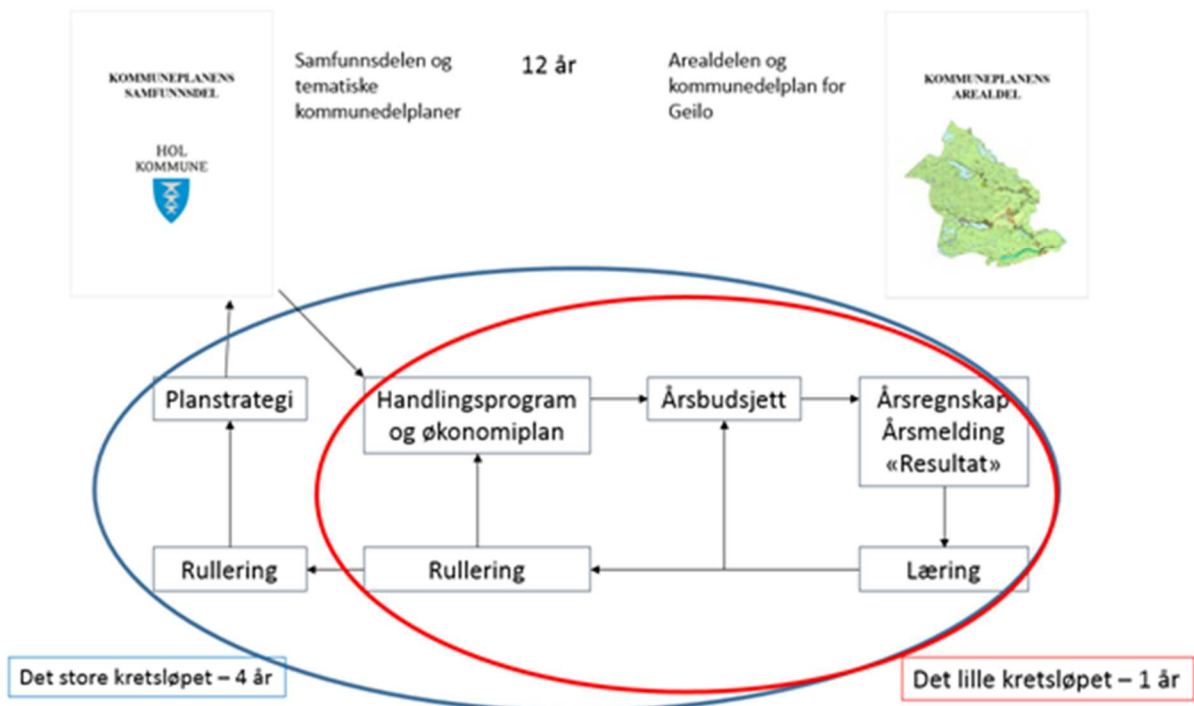 KOMMUNEPLANENS
SAMFUNNSDEL
HOL
KOMMUNE
Samfunnsdelen og
tematiske
kommunedelplaner
12 år
Arealdelen og
kommunedelplan for
Geilo
KOMMUNEPLANENS
AREALDEL
Planstrategi
Handlingsprogram
og økonomiplan
Årsbudsjett
Årsregnskap
Årsmelding
«Resultat»
Rullering
Rullering
Læring
Det store kretsløpet – 4 år
Det lille kretsløpet – 1 år